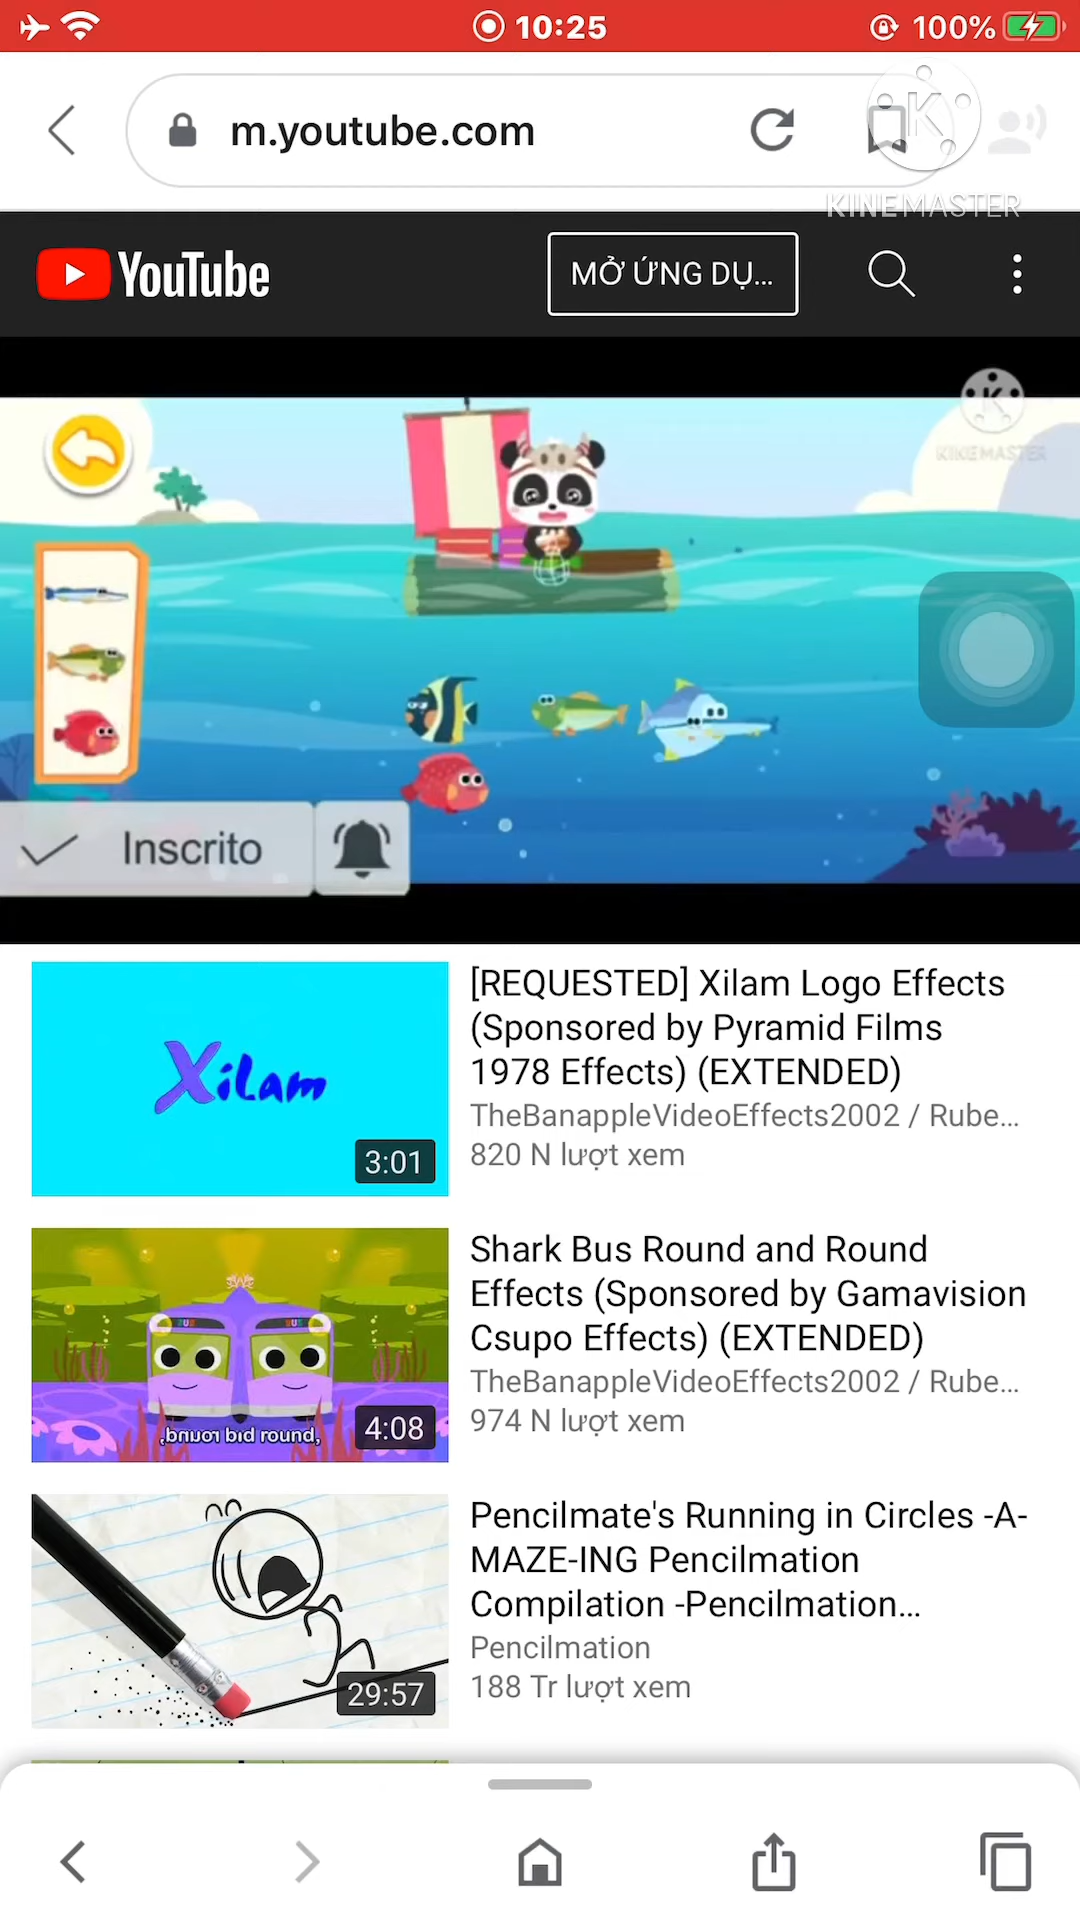 10:25
100%
m.youtube.com
KINEMASTER
YouTube
MỞ ỨNG DỤ...
KINEMASTER
Inscrito
Xilam
3:01
[REQUESTED] Xilam Logo Effects
(Sponsored by Pyramid Films
1978 Effects) (EXTENDED)
TheBanappleVideoEffects2002 / Rube...
820 N lượt xem
round bid round,
4:08
Shark Bus Round and Round
Effects (Sponsored by Gamavision
Csupo Effects) (EXTENDED)
TheBanappleVideoEffects2002 / Rube...
974 N lượt xem
29:57
Pencilmate's Running in Circles -A-
MAZE-ING Pencilmation
Compilation -Pencilmation...
Pencilmation
188 Tr lượt xem